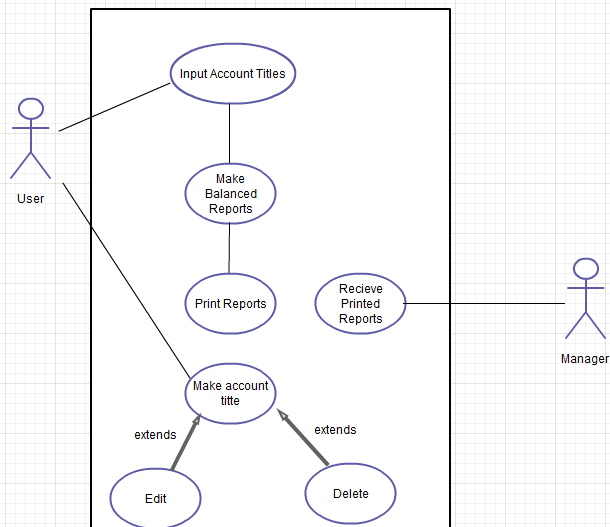 Input Account Titles
User
Make
Balanced
Reports
Print Reports
Recieve
Printed
Reports
Manager
Make account
titte
extends
extends
Edit
Delete